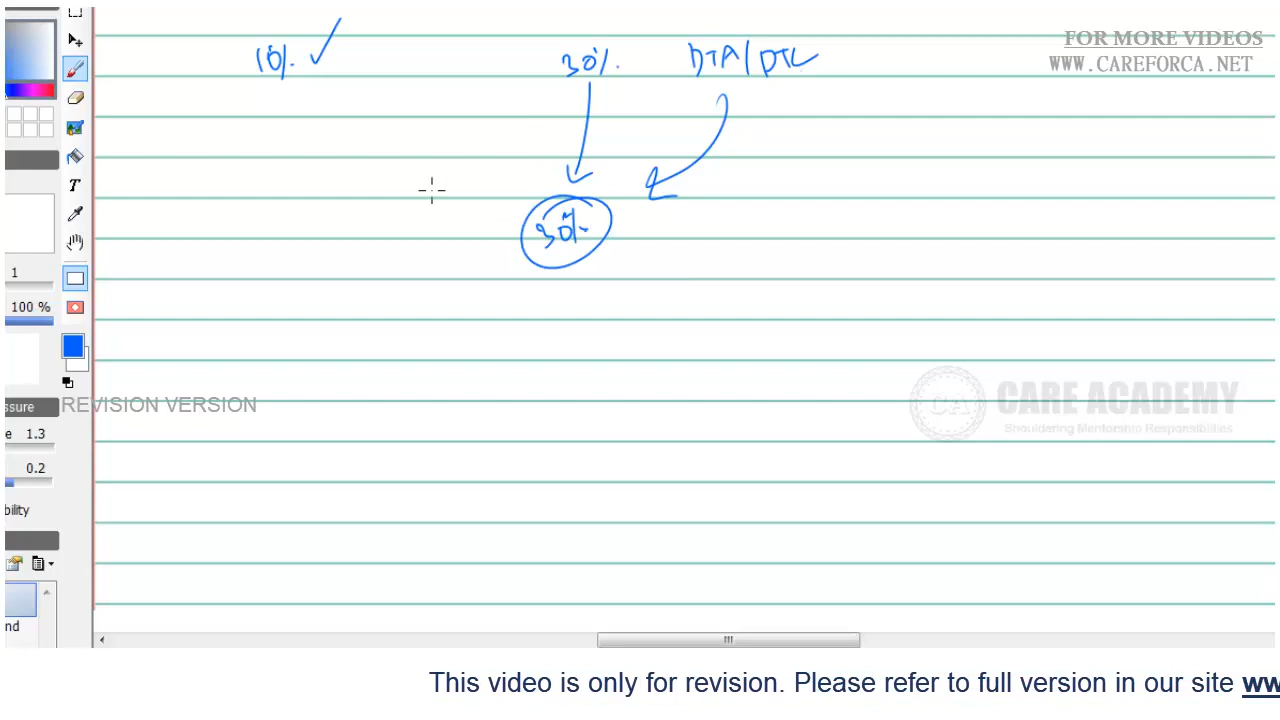 FOR MORE VIDEOS
WWW.CAREFORCA.NET
10% ✓ 30%. DTA/DTL
30%
T
1
100 %
CA CARE ACADEMY
Shouldering Mentorship Responsibilities
REVISION VERSION
ssure
e 1.3
0.2
bility
nd
This video is only for revision. Please refer to full version in our site ww